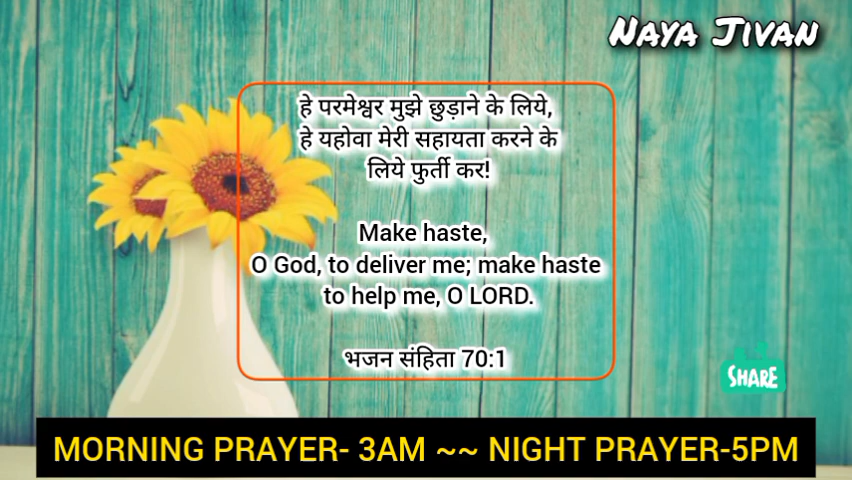 Naya Jivan
हे परमेश्वर मुझे छुड़ाने के लिये,
हे यहोवा मेरी सहायता करने के
लिये फुर्ती कर!
Make haste,
O God, to deliver me; make haste
to help me, O LORD.
भजन संहिता 70:1
SHARE
MORNING PRAYER- 3AM ~~ NIGHT PRAYER-5PM